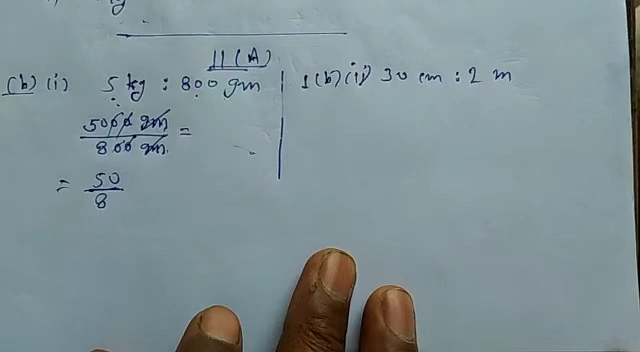 11(A)
(b) (i) 5 kg : 800 gm
5000 gm
800 gm
=
= 50
8
1(b)(ii) 30 cm : 2 m